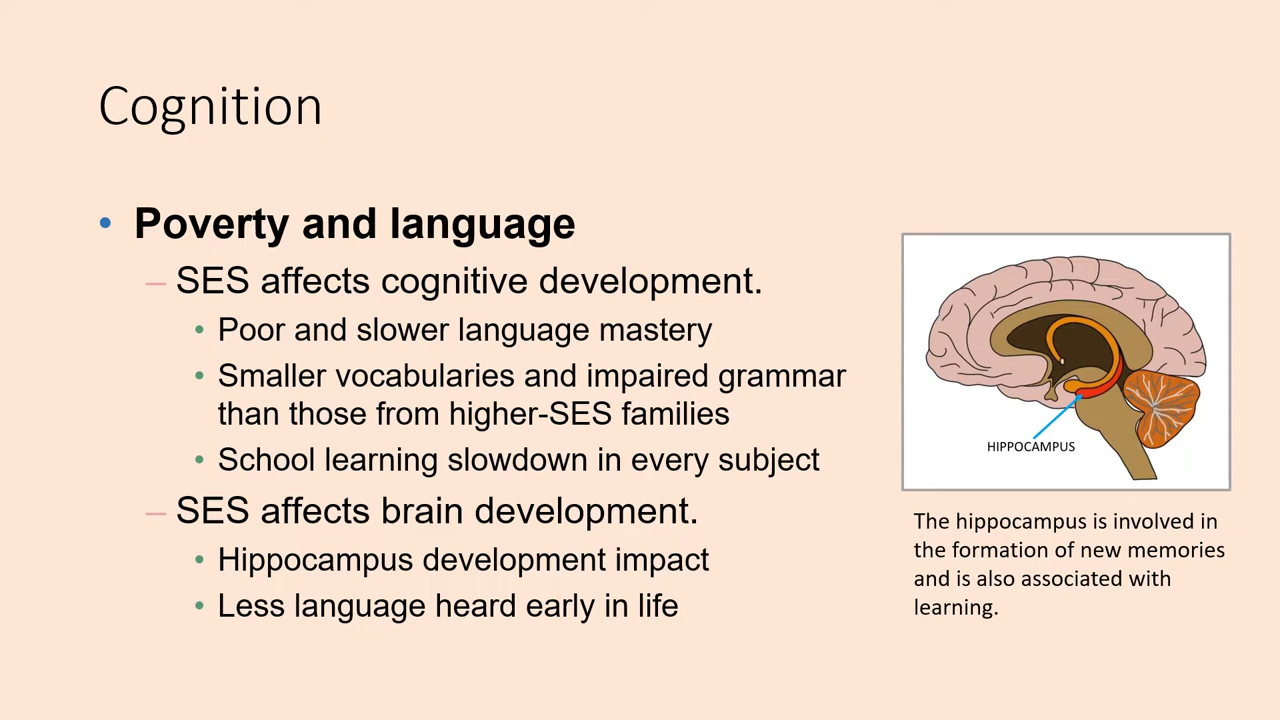 Cognition
• Poverty and language
– SES affects cognitive development.
• Poor and slower language mastery
• Smaller vocabularies and impaired grammar
than those from higher-SES families
• School learning slowdown in every subject
– SES affects brain development.
• Hippocampus development impact
• Less language heard early in life
HIPPOCAMPUS
The hippocampus is involved in
the formation of new memories
and is also associated with
learning.